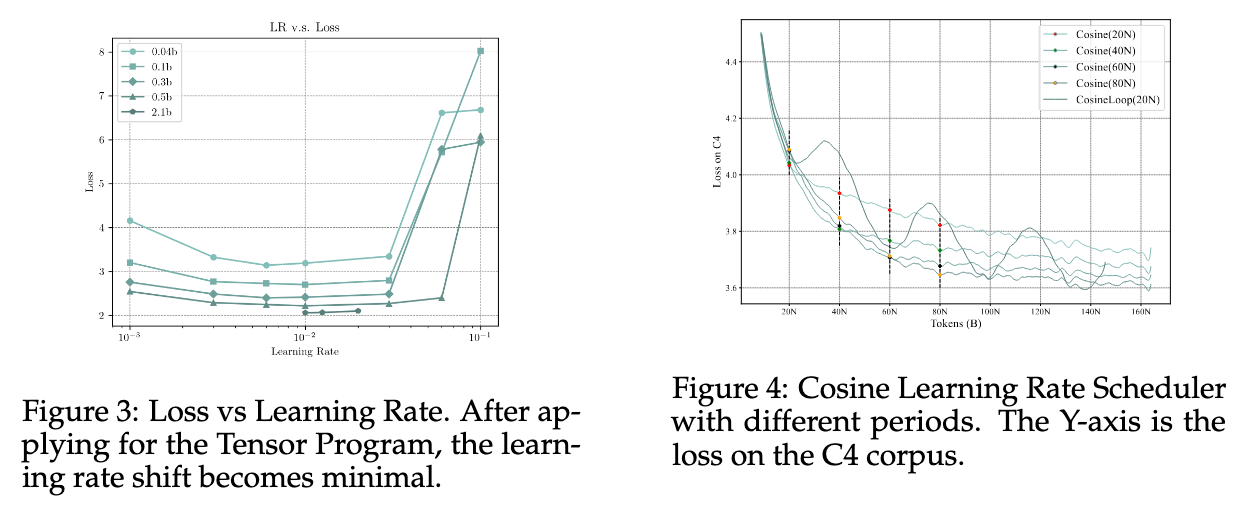 LR v.s. Loss
8
7
6
5
4
3
2
Loss
0.04b
0.1b
0.3b
0.5b
2.1b
10⁻³
10⁻²
10⁻¹
Learning Rate
Figure 3: Loss vs Learning Rate. After ap-
plying for the Tensor Program, the learn-
ing rate shift becomes minimal.
4.4
4.2
4.0
3.8
3.6
Loss on C4
Cosine(20N)
Cosine(40N)
Cosine(60N)
Cosine(80N)
CosineLoop(20N)
20N
40N
60N
80N
100N
120N
140N
160N
Tokens (B)
Figure 4: Cosine Learning Rate Scheduler
with different periods. The Y-axis is the
loss on the C4 corpus.